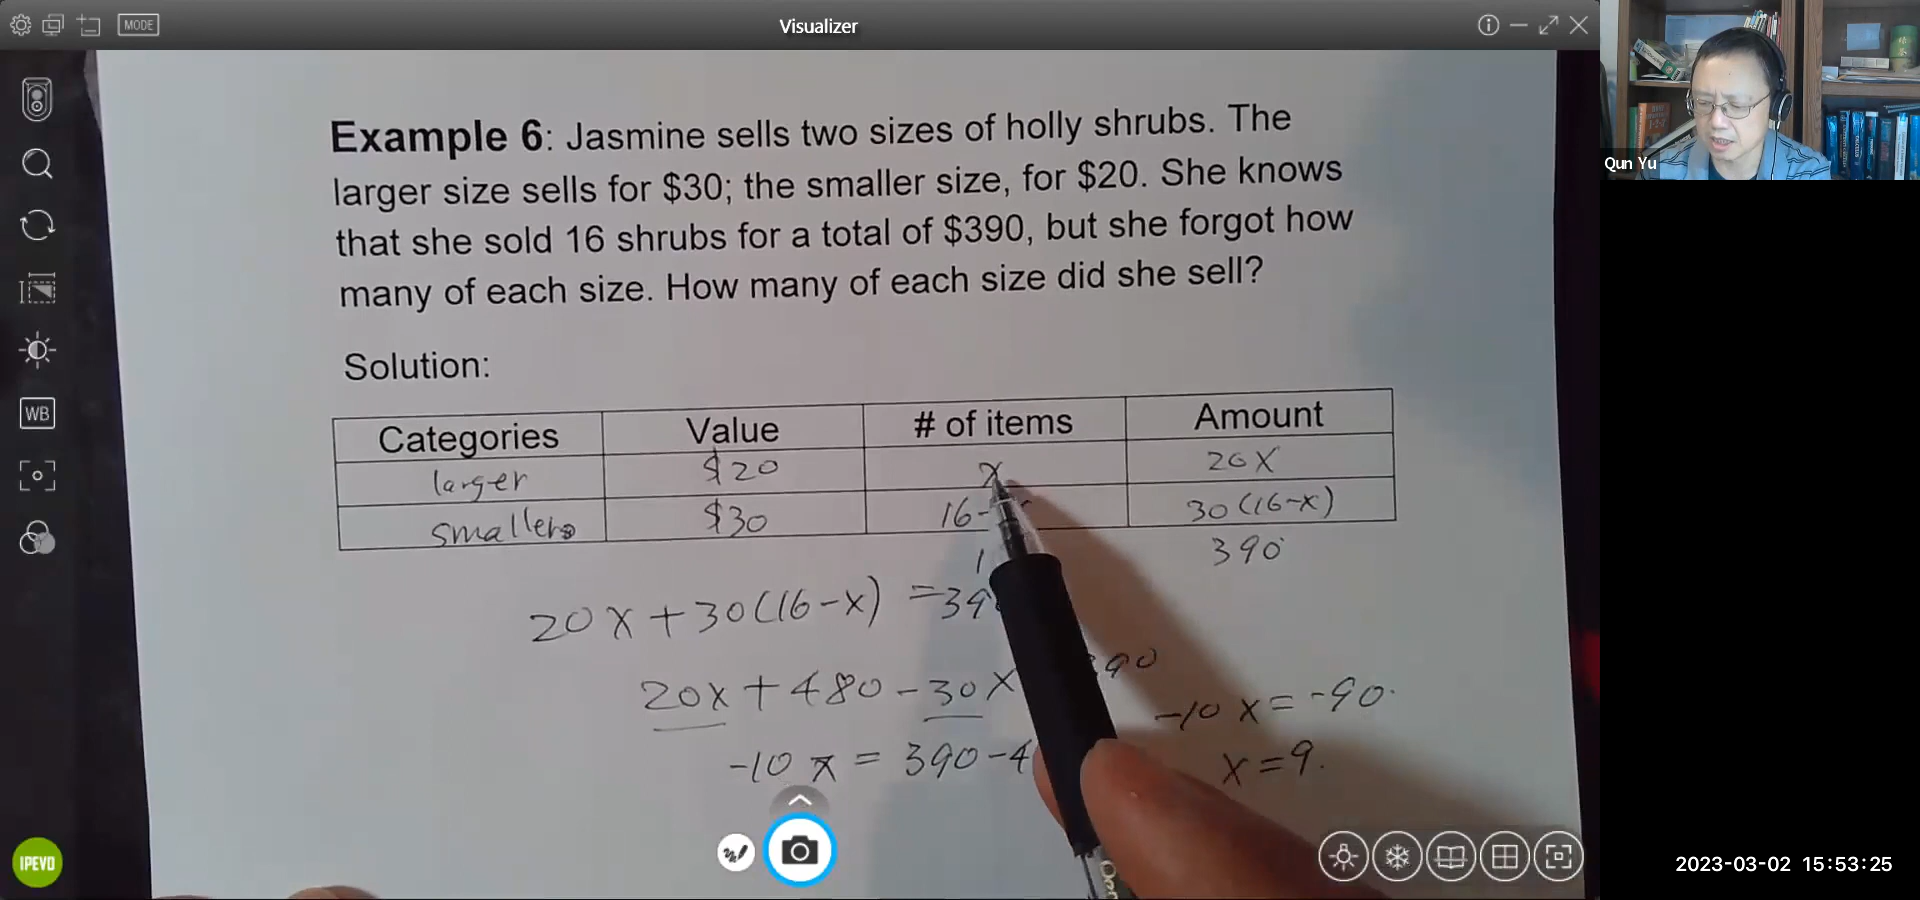 MODE
Visualizer
Qun Yu
Example 6: Jasmine sells two sizes of holly shrubs. The
larger size sells for $30; the smaller size, for $20. She knows
that she sold 16 shrubs for a total of $390, but she forgot how
many of each size. How many of each size did she sell?
Solution:
Categories Value # of items Amount
larger $20 x 20x
smaller $30 16- 30(16-x)
390
20x+30(16-x) =39
20x+480-30x 90
-10x = 390-4
-10x=-90.
x=9.
WB
IPEVO
2023-03-02 15:53:25